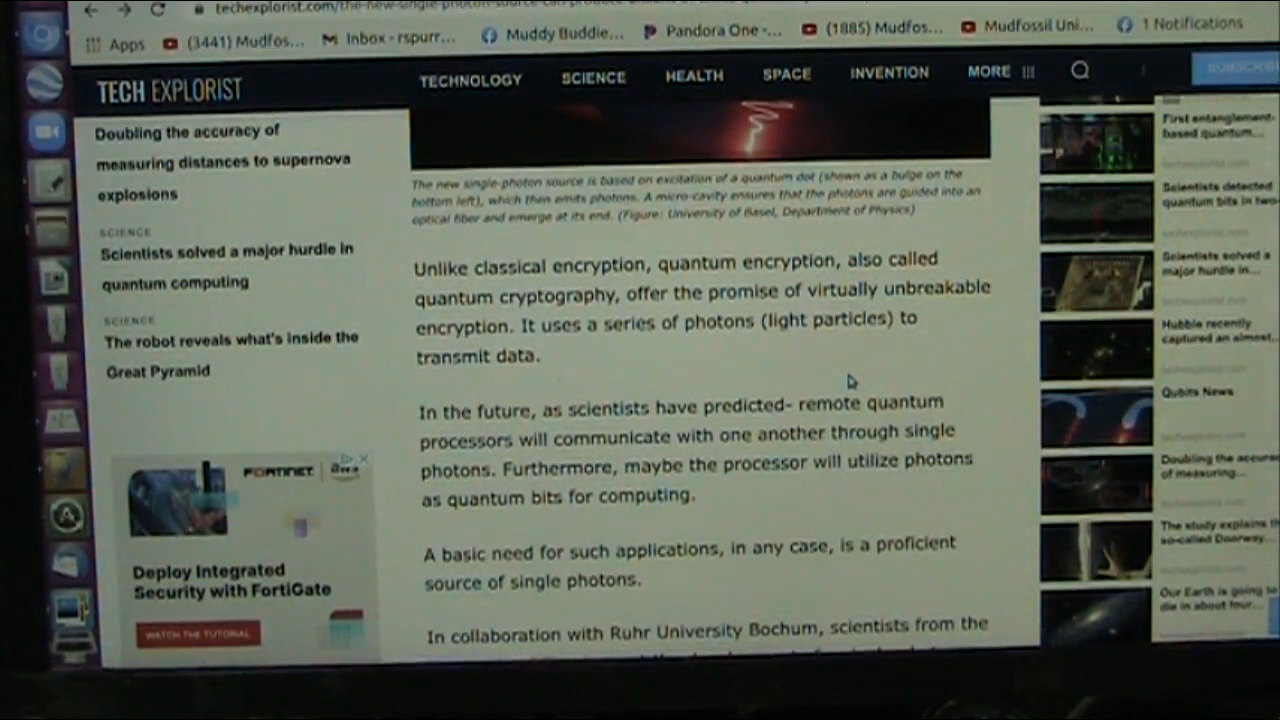 techexplorist.com/the-new-single-photon-source-can-produce-
Apps
(3441) Mudfos...
Inbox - rspurr...
Muddy Buddie...
Pandora One -...
(1885) Mudfos...
Mudfossil Uni...
1 Notifications
TECH EXPLORIST
TECHNOLOGY
SCIENCE
HEALTH
SPACE
INVENTION
MORE
Doubling the accuracy of
measuring distances to supernova
explosions
SCIENCE
Scientists solved a major hurdle in
quantum computing
SCIENCE
The robot reveals what's inside the
Great Pyramid
FORTINET
Deploy Integrated
Security with FortiGate
WATCH THE TUTORIAL
The new single-photon source is based on excitation of a quantum dot (shown as a bulge on the
bottom left), which then emits photons. A micro-cavity ensures that the photons are guided into an
optical fiber and emerge at its end. (Figure: University of Basel, Department of Physics)
Unlike classical encryption, quantum encryption, also called
quantum cryptography, offer the promise of virtually unbreakable
encryption. It uses a series of photons (light particles) to
transmit data.
In the future, as scientists have predicted- remote quantum
processors will communicate with one another through single
photons. Furthermore, maybe the processor will utilize photons
as quantum bits for computing.
A basic need for such applications, in any case, is a proficient
source of single photons.
In collaboration with Ruhr University Bochum, scientists from the
First entanglement-
based quantum...
Scientists detected
quantum bits in two-
Scientists solved a
major hurdle in...
Hubble recently
captured an almost...
Qubits News
Doubling the accura
of measuring...
The study explains th
so-called Doorway...
Our Earth is going to
die in about four...